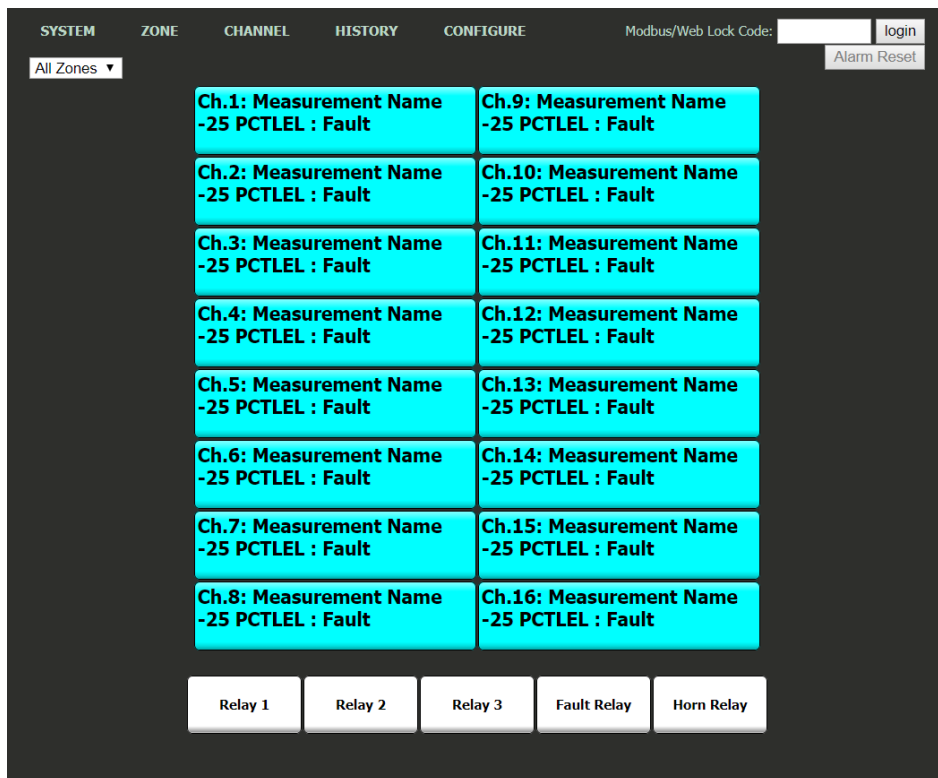 SYSTEM ZONE CHANNEL HISTORY CONFIGURE Modbus/Web Lock Code: login
All Zones ▼ Alarm Reset
Ch.1: Measurement Name
-25 PCTLEL : Fault
Ch.2: Measurement Name
-25 PCTLEL : Fault
Ch.3: Measurement Name
-25 PCTLEL : Fault
Ch.4: Measurement Name
-25 PCTLEL : Fault
Ch.5: Measurement Name
-25 PCTLEL : Fault
Ch.6: Measurement Name
-25 PCTLEL : Fault
Ch.7: Measurement Name
-25 PCTLEL : Fault
Ch.8: Measurement Name
-25 PCTLEL : Fault
Ch.9: Measurement Name
-25 PCTLEL : Fault
Ch.10: Measurement Name
-25 PCTLEL : Fault
Ch.11: Measurement Name
-25 PCTLEL : Fault
Ch.12: Measurement Name
-25 PCTLEL : Fault
Ch.13: Measurement Name
-25 PCTLEL : Fault
Ch.14: Measurement Name
-25 PCTLEL : Fault
Ch.15: Measurement Name
-25 PCTLEL : Fault
Ch.16: Measurement Name
-25 PCTLEL : Fault
Relay 1 Relay 2 Relay 3 Fault Relay Horn Relay